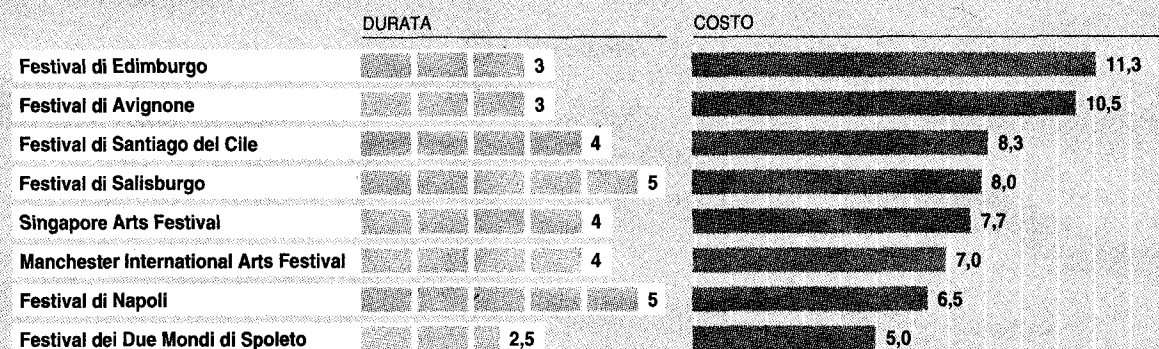 DURATA COSTO
Festival di Edimburgo 3 11,3
Festival di Avignone 3 10,5
Festival di Santiago del Cile 4 8,3
Festival di Salisburgo 5 8,0
Singapore Arts Festival 4 7,7
Manchester International Arts Festival 4 7,0
Festival di Napoli 5 6,5
Festival dei Due Mondi di Spoleto 2,5 5,0